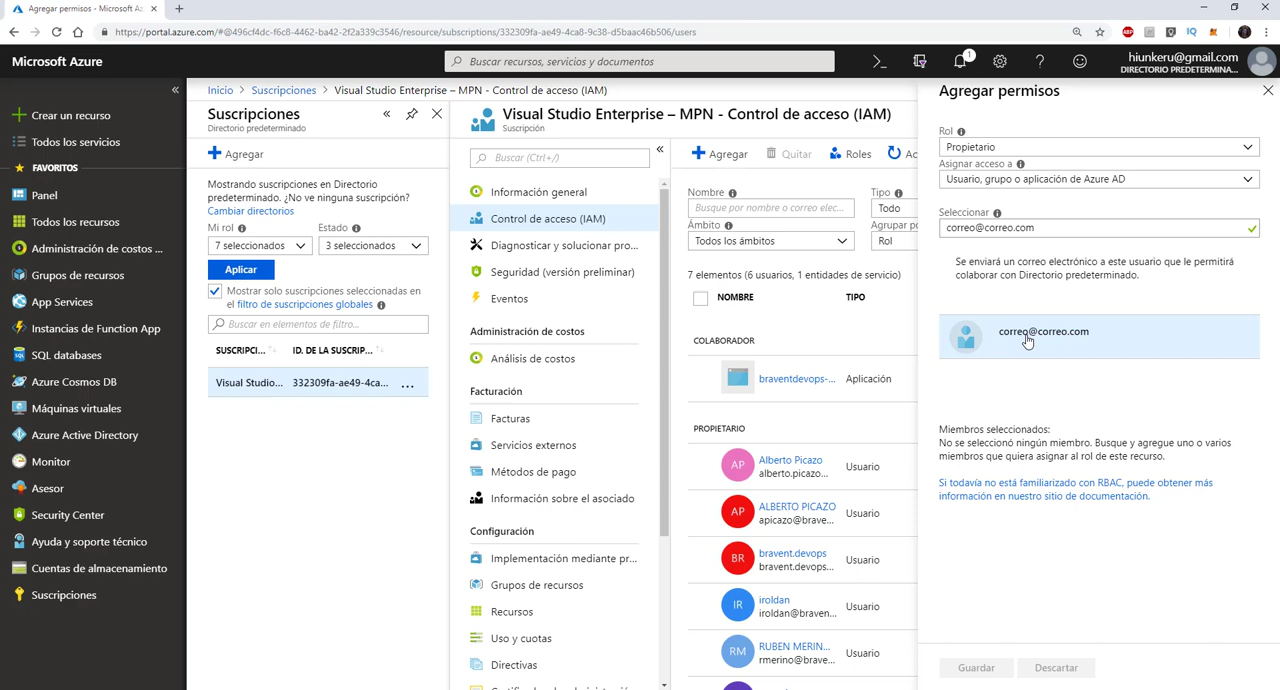 Agregar permisos - Microsoft Az
https://portal.azure.com/#@496cf4dc-f6c8-4462-ba42-2f2a339c3546/resource/subscriptions/332309fa-ae49-4ca8-9c38-d5baac46b506/users
ABP
IQ
Microsoft Azure
Buscar recursos, servicios y documentos
1
hiunkeru@gmail.com
DIRECTORIO PREDETERMINA...
Crear un recurso
Todos los servicios
FAVORITOS
Panel
Todos los recursos
Administración de costos ...
Grupos de recursos
App Services
Instancias de Function App
SQL databases
Azure Cosmos DB
Máquinas virtuales
Azure Active Directory
Monitor
Asesor
Security Center
Ayuda y soporte técnico
Cuentas de almacenamiento
Suscripciones
Inicio > Suscripciones > Visual Studio Enterprise – MPN - Control de acceso (IAM)
Suscripciones
Directorio predeterminado
Agregar
Mostrando suscripciones en Directorio
predeterminado. ¿No ve ninguna suscripción?
Cambiar directorios
Mi rol
Estado
7 seleccionados
3 seleccionados
Aplicar
Mostrar solo suscripciones seleccionadas en
el filtro de suscripciones globales
Buscar en elementos de filtro...
SUSCRIPCI...
ID. DE LA SUSCRIP...
Visual Studio...
332309fa-ae49-4ca...
...
Visual Studio Enterprise – MPN - Control de acceso (IAM)
Suscripción
Buscar (Ctrl+/)
Información general
Control de acceso (IAM)
Diagnosticar y solucionar pro...
Seguridad (versión preliminar)
Eventos
Administración de costos
Análisis de costos
Facturación
Facturas
Servicios externos
Métodos de pago
Información sobre el asociado
Configuración
Implementación mediante pr...
Grupos de recursos
Recursos
Uso y cuotas
Directivas
Agregar
Quitar
Roles
Ac
Nombre
Tipo
Busque por nombre o correo elec...
Todo
Ámbito
Agrupar po
Todos los ámbitos
Rol
7 elementos (6 usuarios, 1 entidades de servicio)
NOMBRE
TIPO
COLABORADOR
braventdevops-...
Aplicación
PROPIETARIO
AP
Alberto Picazo
alberto.picazo...
Usuario
AP
ALBERTO PICAZO
apicazo@brave...
Usuario
BR
bravent.devops
bravent.devops...
Usuario
IR
iroldan
iroldan@braven...
Usuario
RM
RUBEN MERIN...
rmerino@brave...
Usuario
Agregar permisos
Rol
Propietario
Asignar acceso a
Usuario, grupo o aplicación de Azure AD
Seleccionar
correo@correo.com
Se enviará un correo electrónico a este usuario que le permitirá
colaborar con Directorio predeterminado.
correo@correo.com
Miembros seleccionados:
No se seleccionó ningún miembro. Busque y agregue uno o varios
miembros que quiera asignar al rol de este recurso.
Si todavía no está familiarizado con RBAC, puede obtener más
información en nuestro sitio de documentación.
Guardar
Descartar